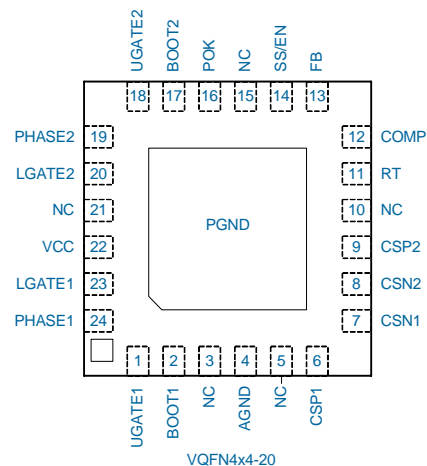 UGATE2 BOOT2 POK NC SS/EN FB
18 17 16 15 14 13
PHASE2 19 12 COMP
LGATE2 20 11 RT
NC 21 10 NC
PGND
VCC 22 9 CSP2
LGATE1 23 8 CSN2
PHASE1 24 7 CSN1
1 2 3 4 5 6
UGATE1 BOOT1 NC AGND NC CSP1
VQFN4x4-20